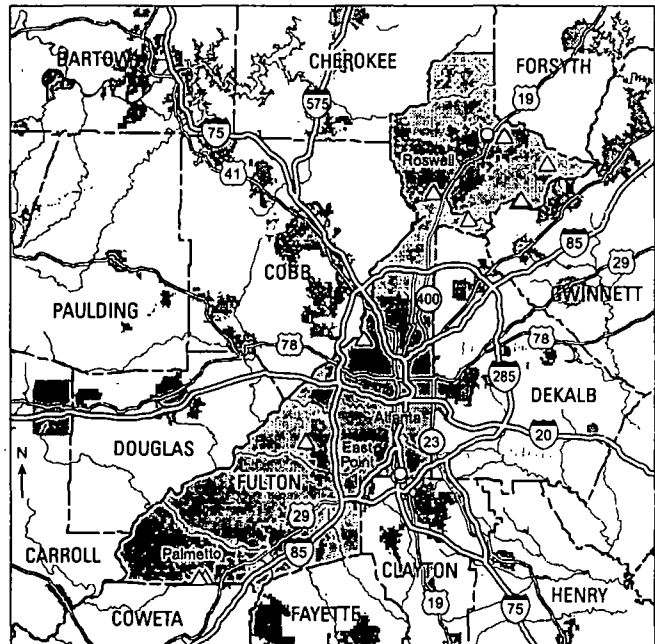 BARTOW
CHEROKEE
FORSYTH
19
575
75
Roswell
41
85
COBB
29
400
GWINNETT
PAULDING
78
78
285
DEKALB
Atlanta
DOUGLAS
East
Point
23
20
N
FULTON
29
CARROLL
Palmetto
85
CLAYTON
HENRY
COWETA
FAYETTE
19
75